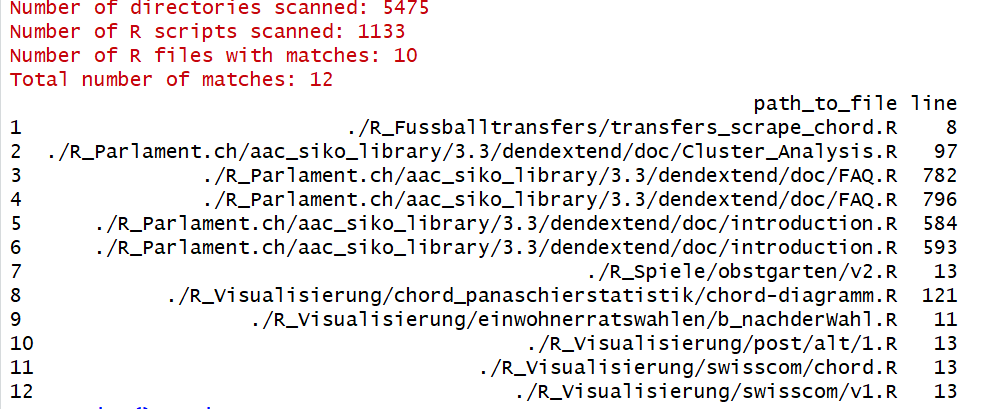 Number of directories scanned: 5475
Number of R scripts scanned: 1133
Number of R files with matches: 10
Total number of matches: 12
path_to_file line
1 ./R_Fussballtransfers/transfers_scrape_chord.R 8
2 ./R_Parlament.ch/aac_siko_library/3.3/dendextend/doc/Cluster_Analysis.R 97
3 ./R_Parlament.ch/aac_siko_library/3.3/dendextend/doc/FAQ.R 782
4 ./R_Parlament.ch/aac_siko_library/3.3/dendextend/doc/FAQ.R 796
5 ./R_Parlament.ch/aac_siko_library/3.3/dendextend/doc/introduction.R 584
6 ./R_Parlament.ch/aac_siko_library/3.3/dendextend/doc/introduction.R 593
7 ./R_Spiele/obstgarten/v2.R 13
8 ./R_Visualisierung/chord_panaschierstatistik/chord-diagramm.R 121
9 ./R_Visualisierung/einwohnerratswahlen/b_nachderWahl.R 11
10 ./R_Visualisierung/post/alt/1.R 13
11 ./R_Visualisierung/swisscom/chord.R 13
12 ./R_Visualisierung/swisscom/v1.R 13